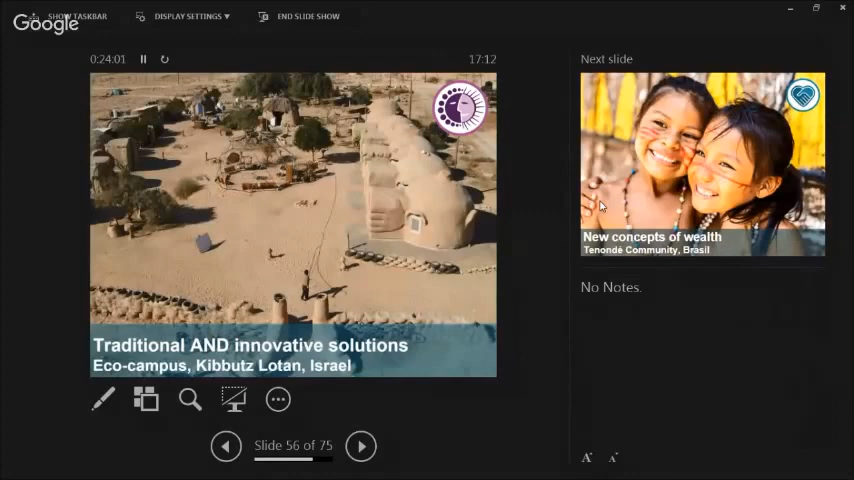 SHOW TASKBAR
DISPLAY SETTINGS ▼
END SLIDE SHOW
Google
0:24:01
17:12
Next slide
Traditional AND innovative solutions
Eco-campus, Kibbutz Lotan, Israel
New concepts of wealth
Tenondé Community, Brasil
No Notes.
Slide 56 of 75
A
A